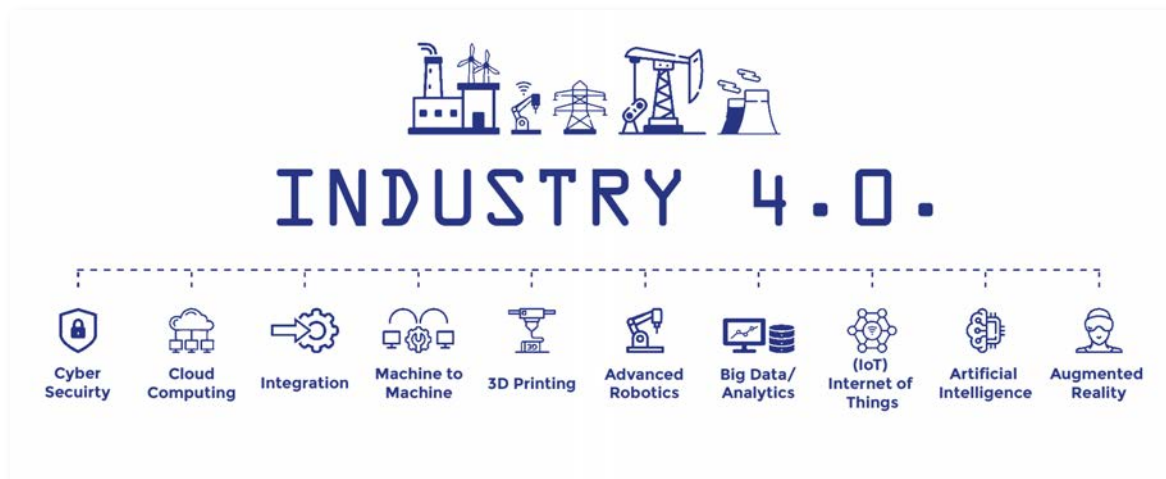 INDUSTRY 4.0.
Cyber
Secuirty
Cloud
Computing
Integration
Machine to
Machine
3D
3D Printing
Advanced
Robotics
Big Data/
Analytics
(IoT)
Internet of
Things
Artificial
Intelligence
Augmented
Reality